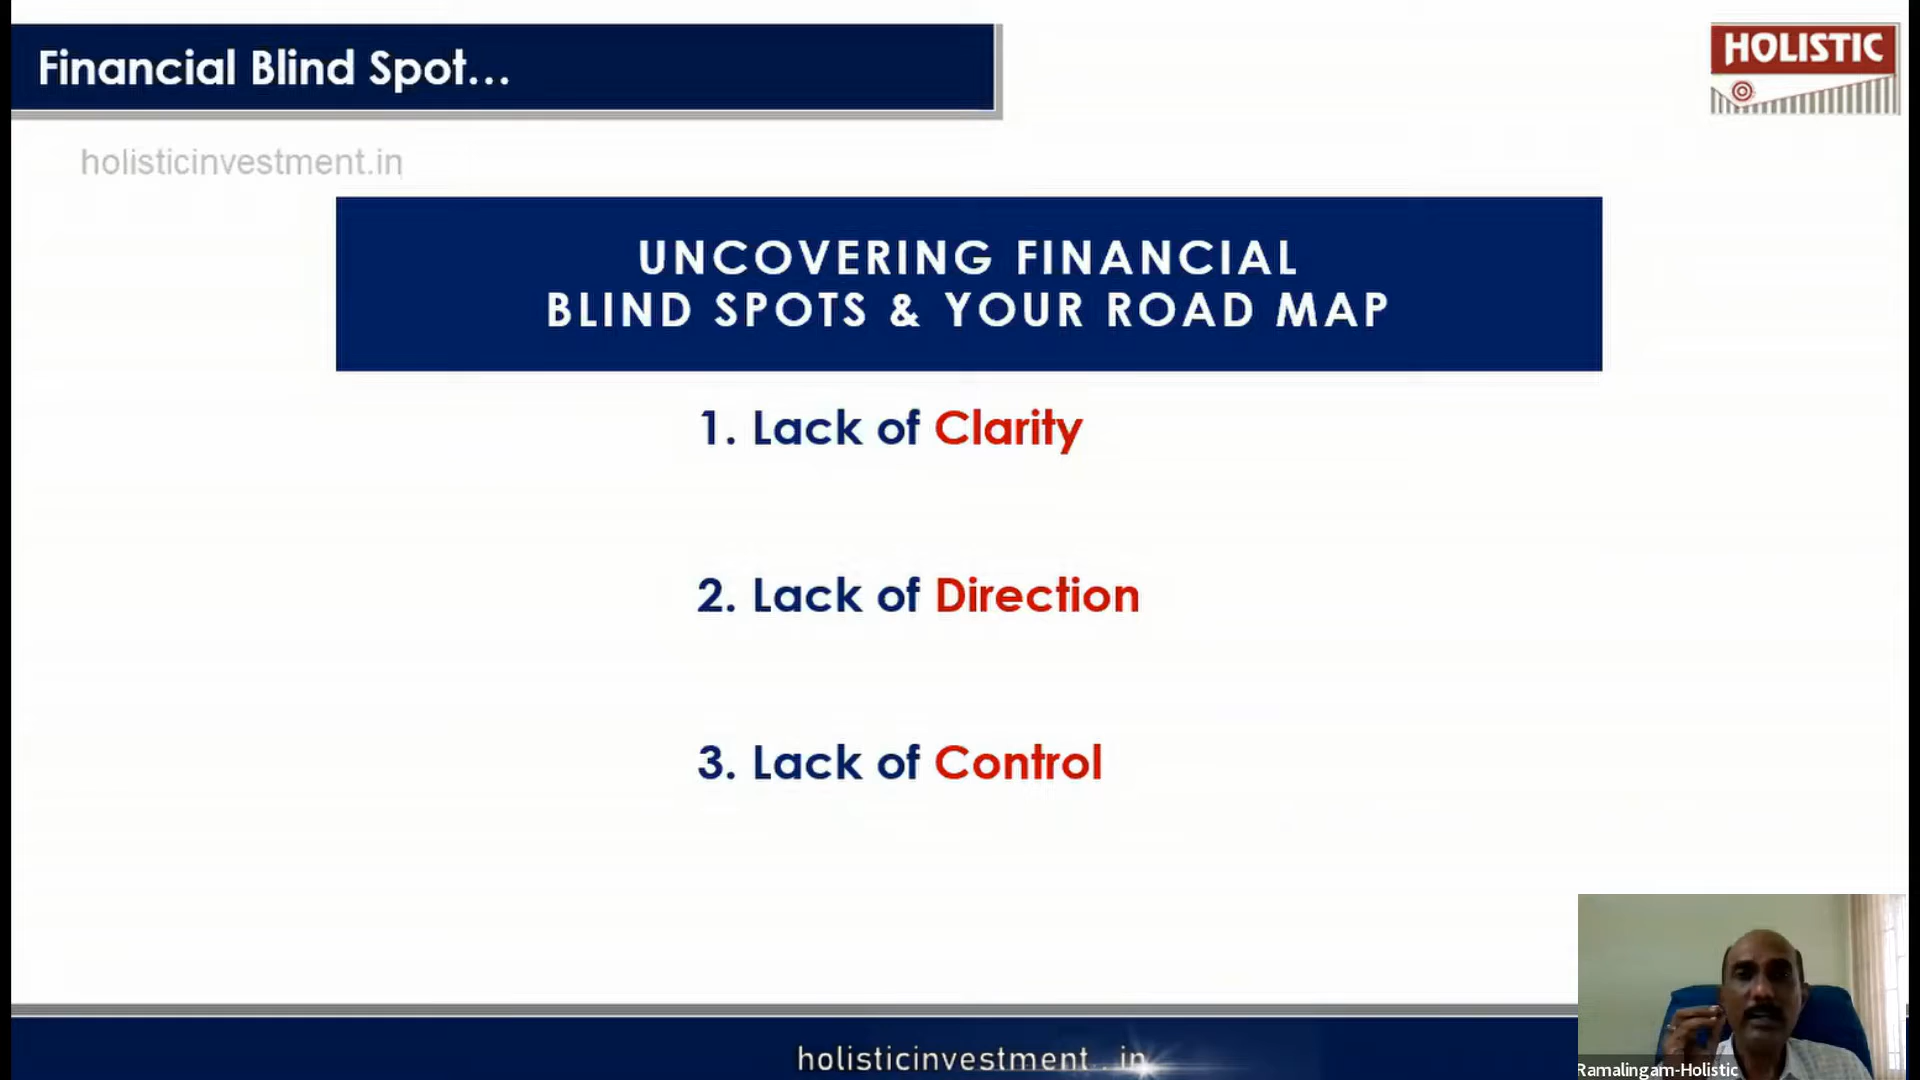 Financial Blind Spot...
HOLISTIC
holisticinvestment.in
UNCOVERING FINANCIAL
BLIND SPOTS & YOUR ROAD MAP
1. Lack of Clarity
2. Lack of Direction
3. Lack of Control
holisticinvestment.in
Ramalingam-Holistic